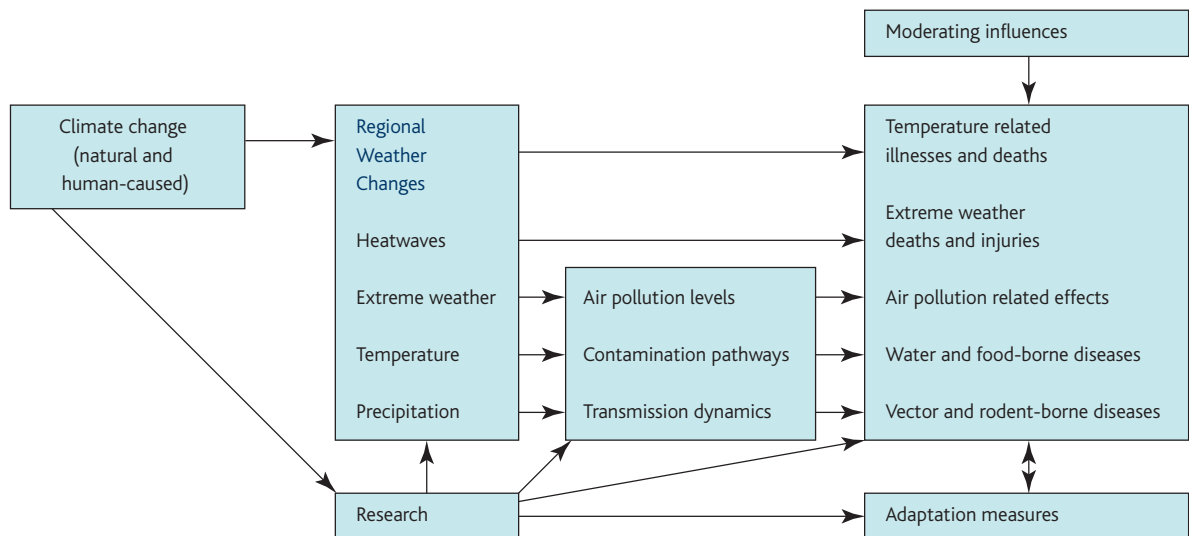 Moderating influences
Climate change
(natural and
human-caused)
Regional
Weather
Changes
Heatwaves
Extreme weather
Temperature
Precipitation
Air pollution levels
Contamination pathways
Transmission dynamics
Temperature related
illnesses and deaths
Extreme weather
deaths and injuries
Air pollution related effects
Water and food-borne diseases
Vector and rodent-borne diseases
Research
Adaptation measures